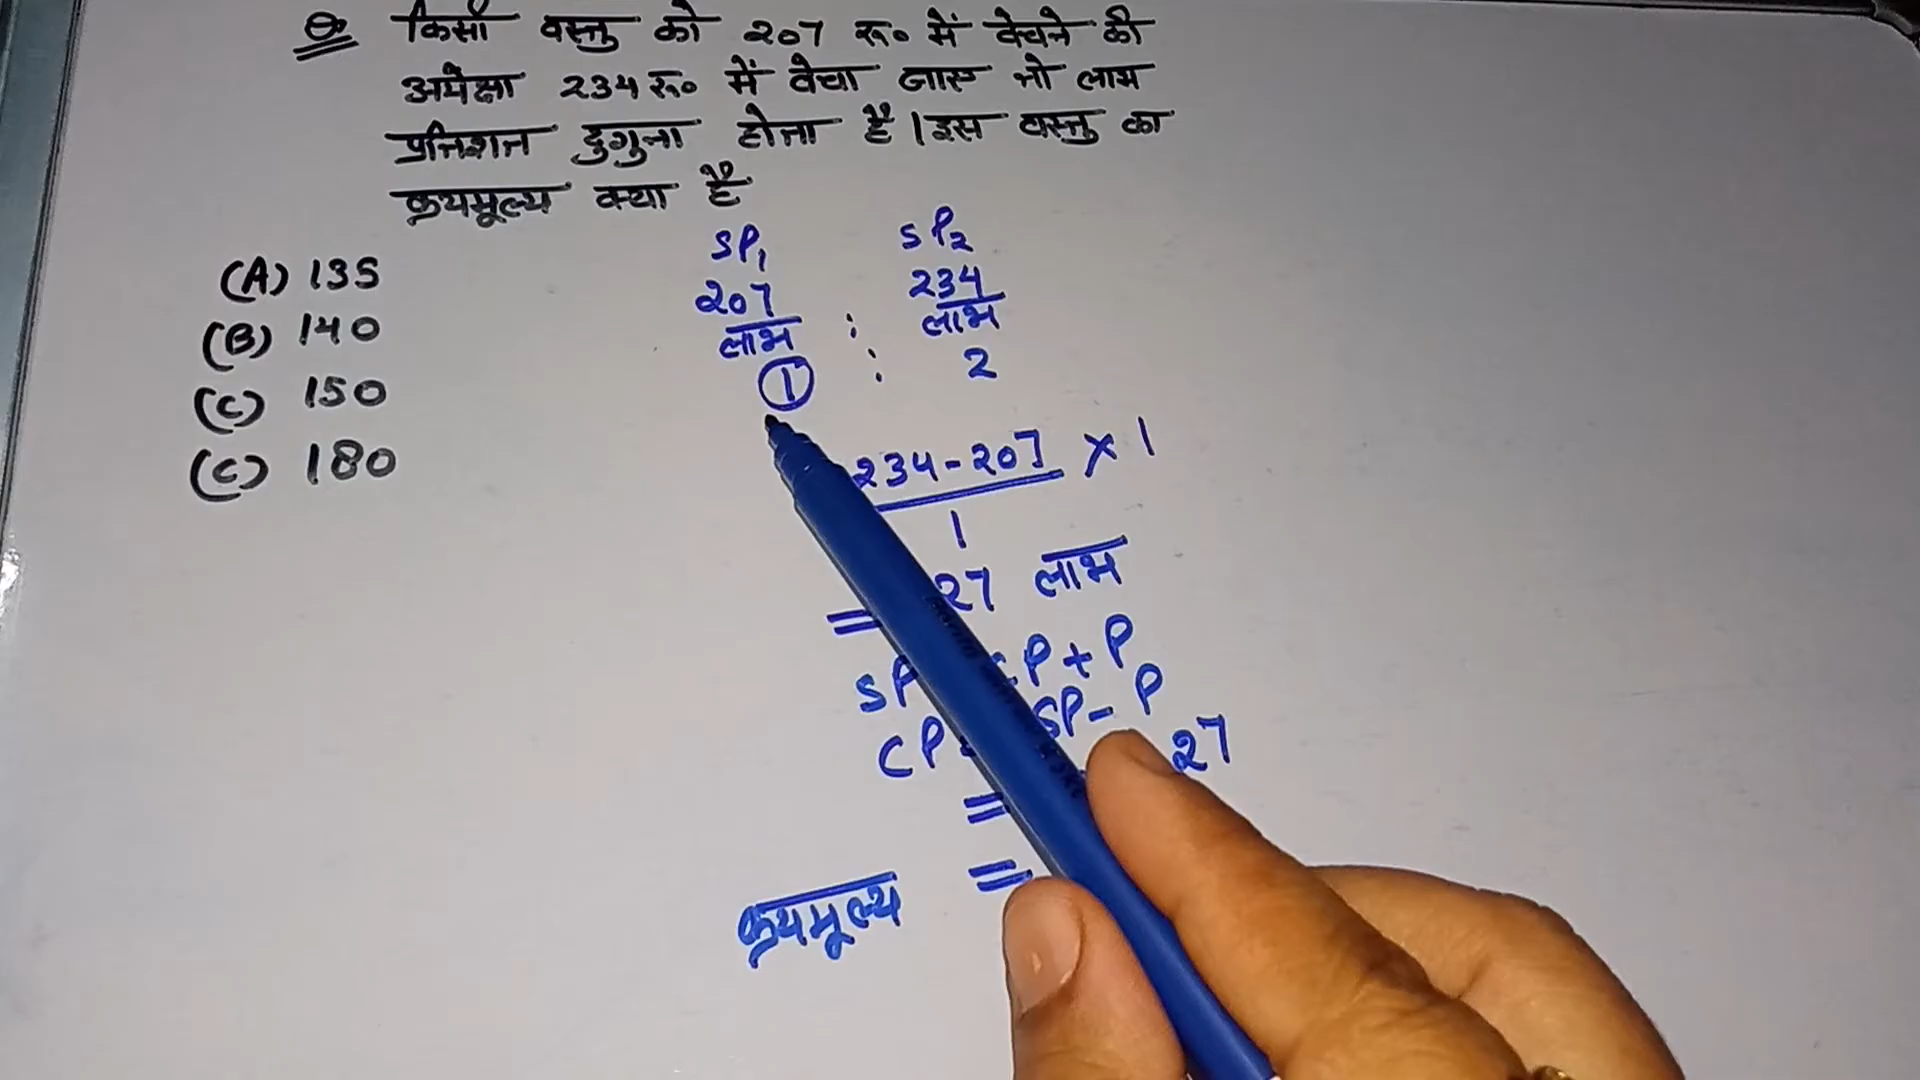 Q किसी वस्तु को 207 रू० में बेचने की
अपेक्षा 234 रू० में बेचा जाए तो लाभ
प्रतिशत दुगुना होता है । इस वस्तु का
क्रयमूल्य क्या है
(A) 135
(B) 140
(C) 150
(C) 180
SP₁ SP₂
207 234
लाभ : लाभ
1 : 2
234-207 × 1
1
= 27 लाभ
SP CP + P
CP SP - P
= 27
क्रयमूल्य =